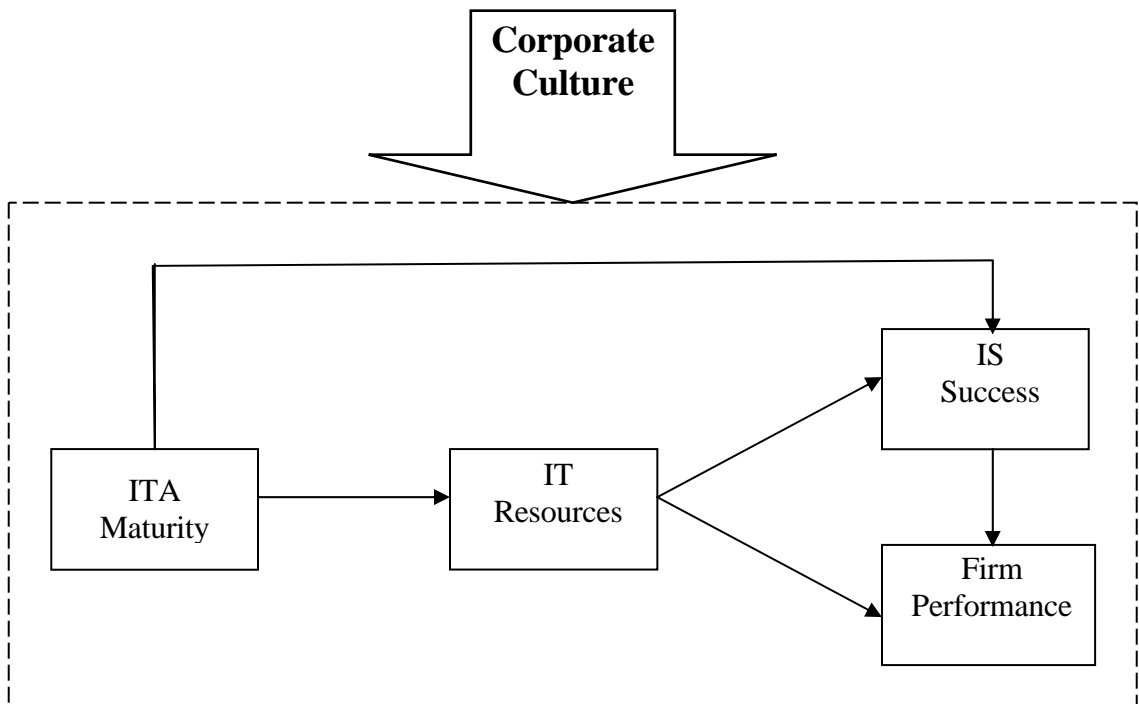 Corporate
Culture
IS
Success
ITA
Maturity
IT
Resources
Firm
Performance